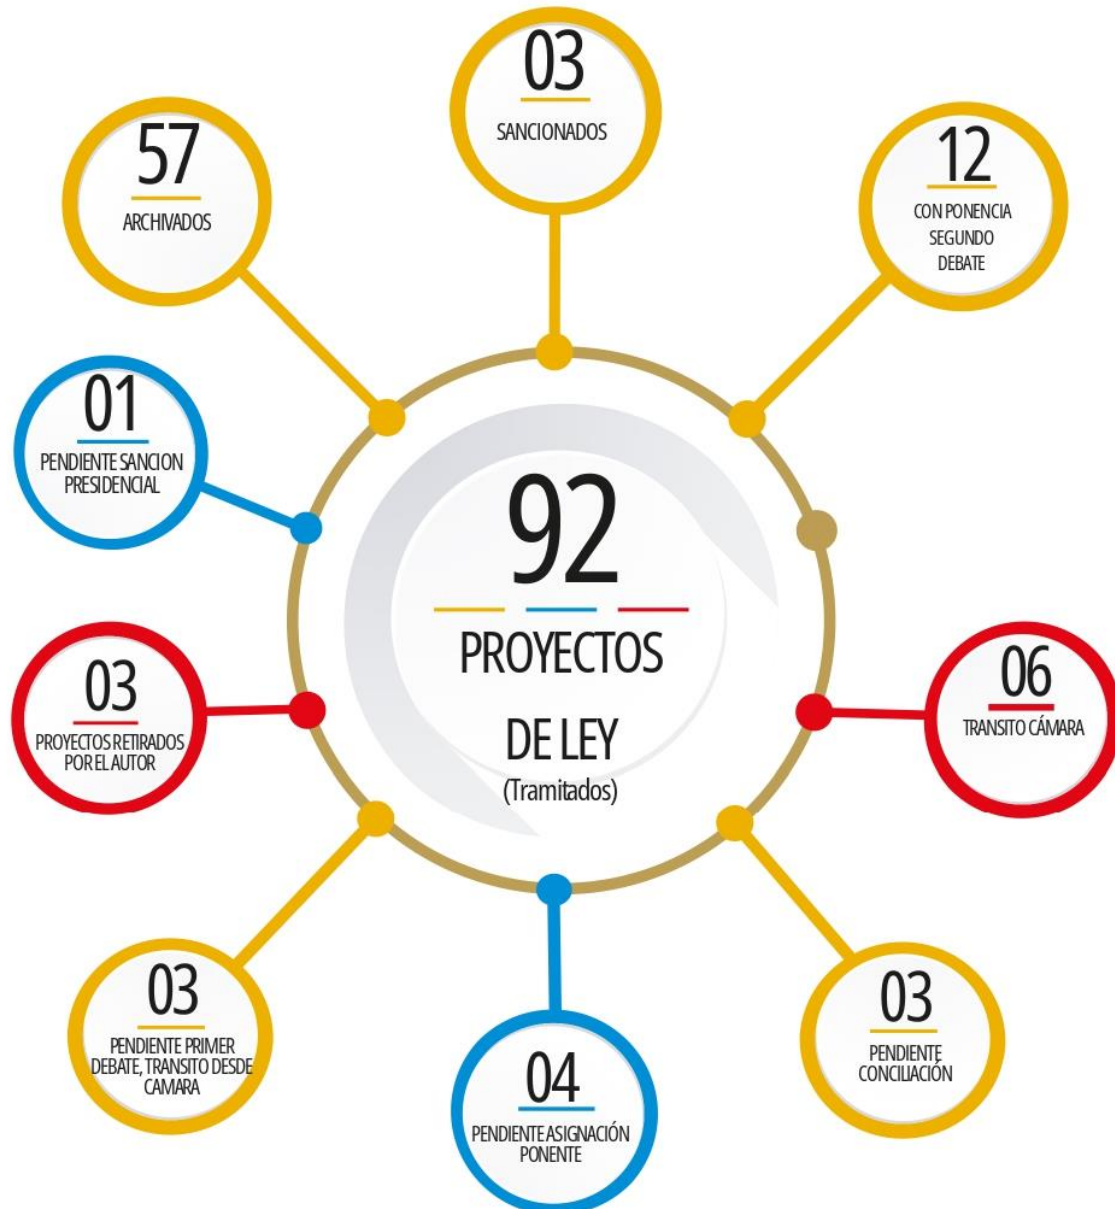 03
SANCIONADOS
57
ARCHIVADOS
12
CON PONENCIA
SEGUNDO
DEBATE
01
PENDIENTE SANCION
PRESIDENCIAL
92
PROYECTOS
DE LEY
(Tramitados)
03
PROYECTOS RETIRADOS
POR EL AUTOR
06
TRANSITO CÁMARA
03
PENDIENTE PRIMER
DEBATE, TRANSITO DESDE
CAMARA
04
PENDIENTE ASIGNACIÓN
PONENTE
03
PENDIENTE
CONCILIACIÓN